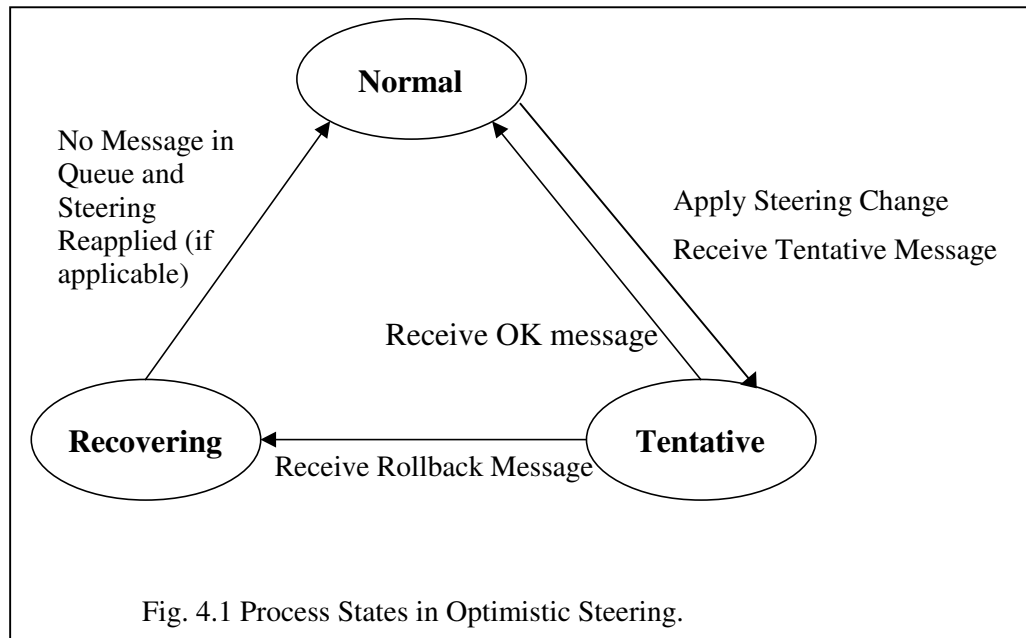 Normal
No Message in
Queue and
Steering
Reapplied (if
applicable)
Apply Steering Change
Receive Tentative Message
Receive OK message
Recovering
Tentative
Receive Rollback Message
Fig. 4.1 Process States in Optimistic Steering.